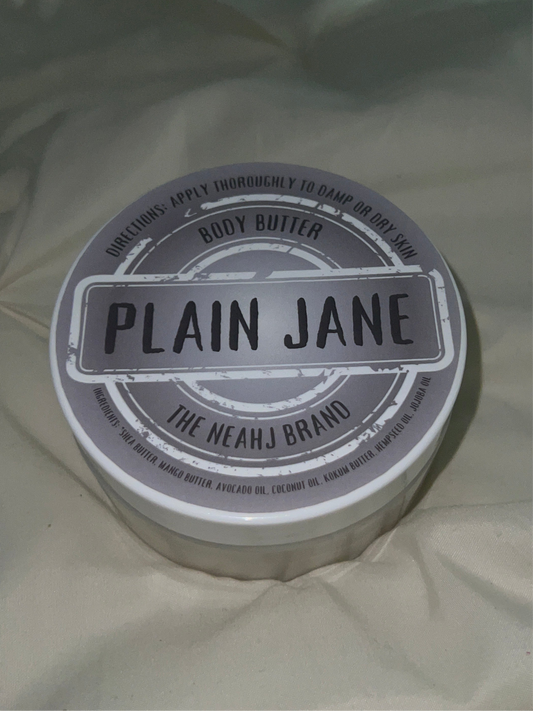 DIRECTIONS: APPLY THOROUGHLY TO DAMP OR DRY SKIN
BODY BUTTER
PLAIN JANE
THE NEAHJ BRAND
INGREDIENTS: *SHEA BUTTER, MANGO BUTTER, AVOCADO OIL, COCONUT OIL, KOKUM BUTTER, HEMPSEED OIL, JOJOBA OIL